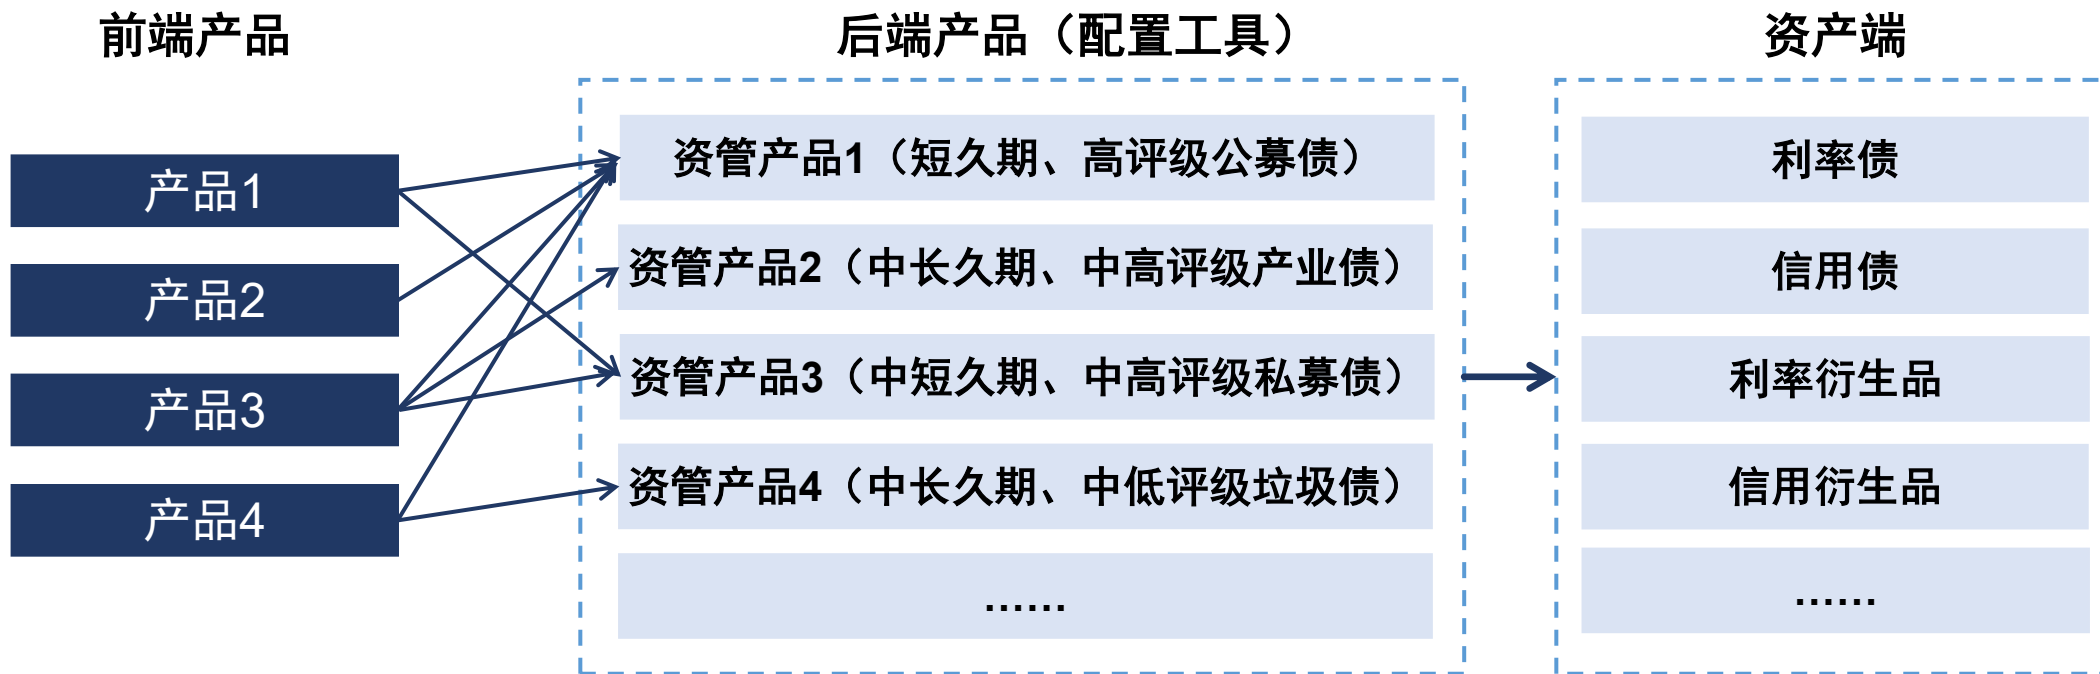 前端产品
后端产品（配置工具）
资产端
产品1
产品2
产品3
产品4
资管产品1（短久期、高评级公募债）
资管产品2（中长久期、中高评级产业债）
资管产品3（中短久期、中高评级私募债）
资管产品4（中长久期、中低评级垃圾债）
......
利率债
信用债
利率衍生品
信用衍生品
......